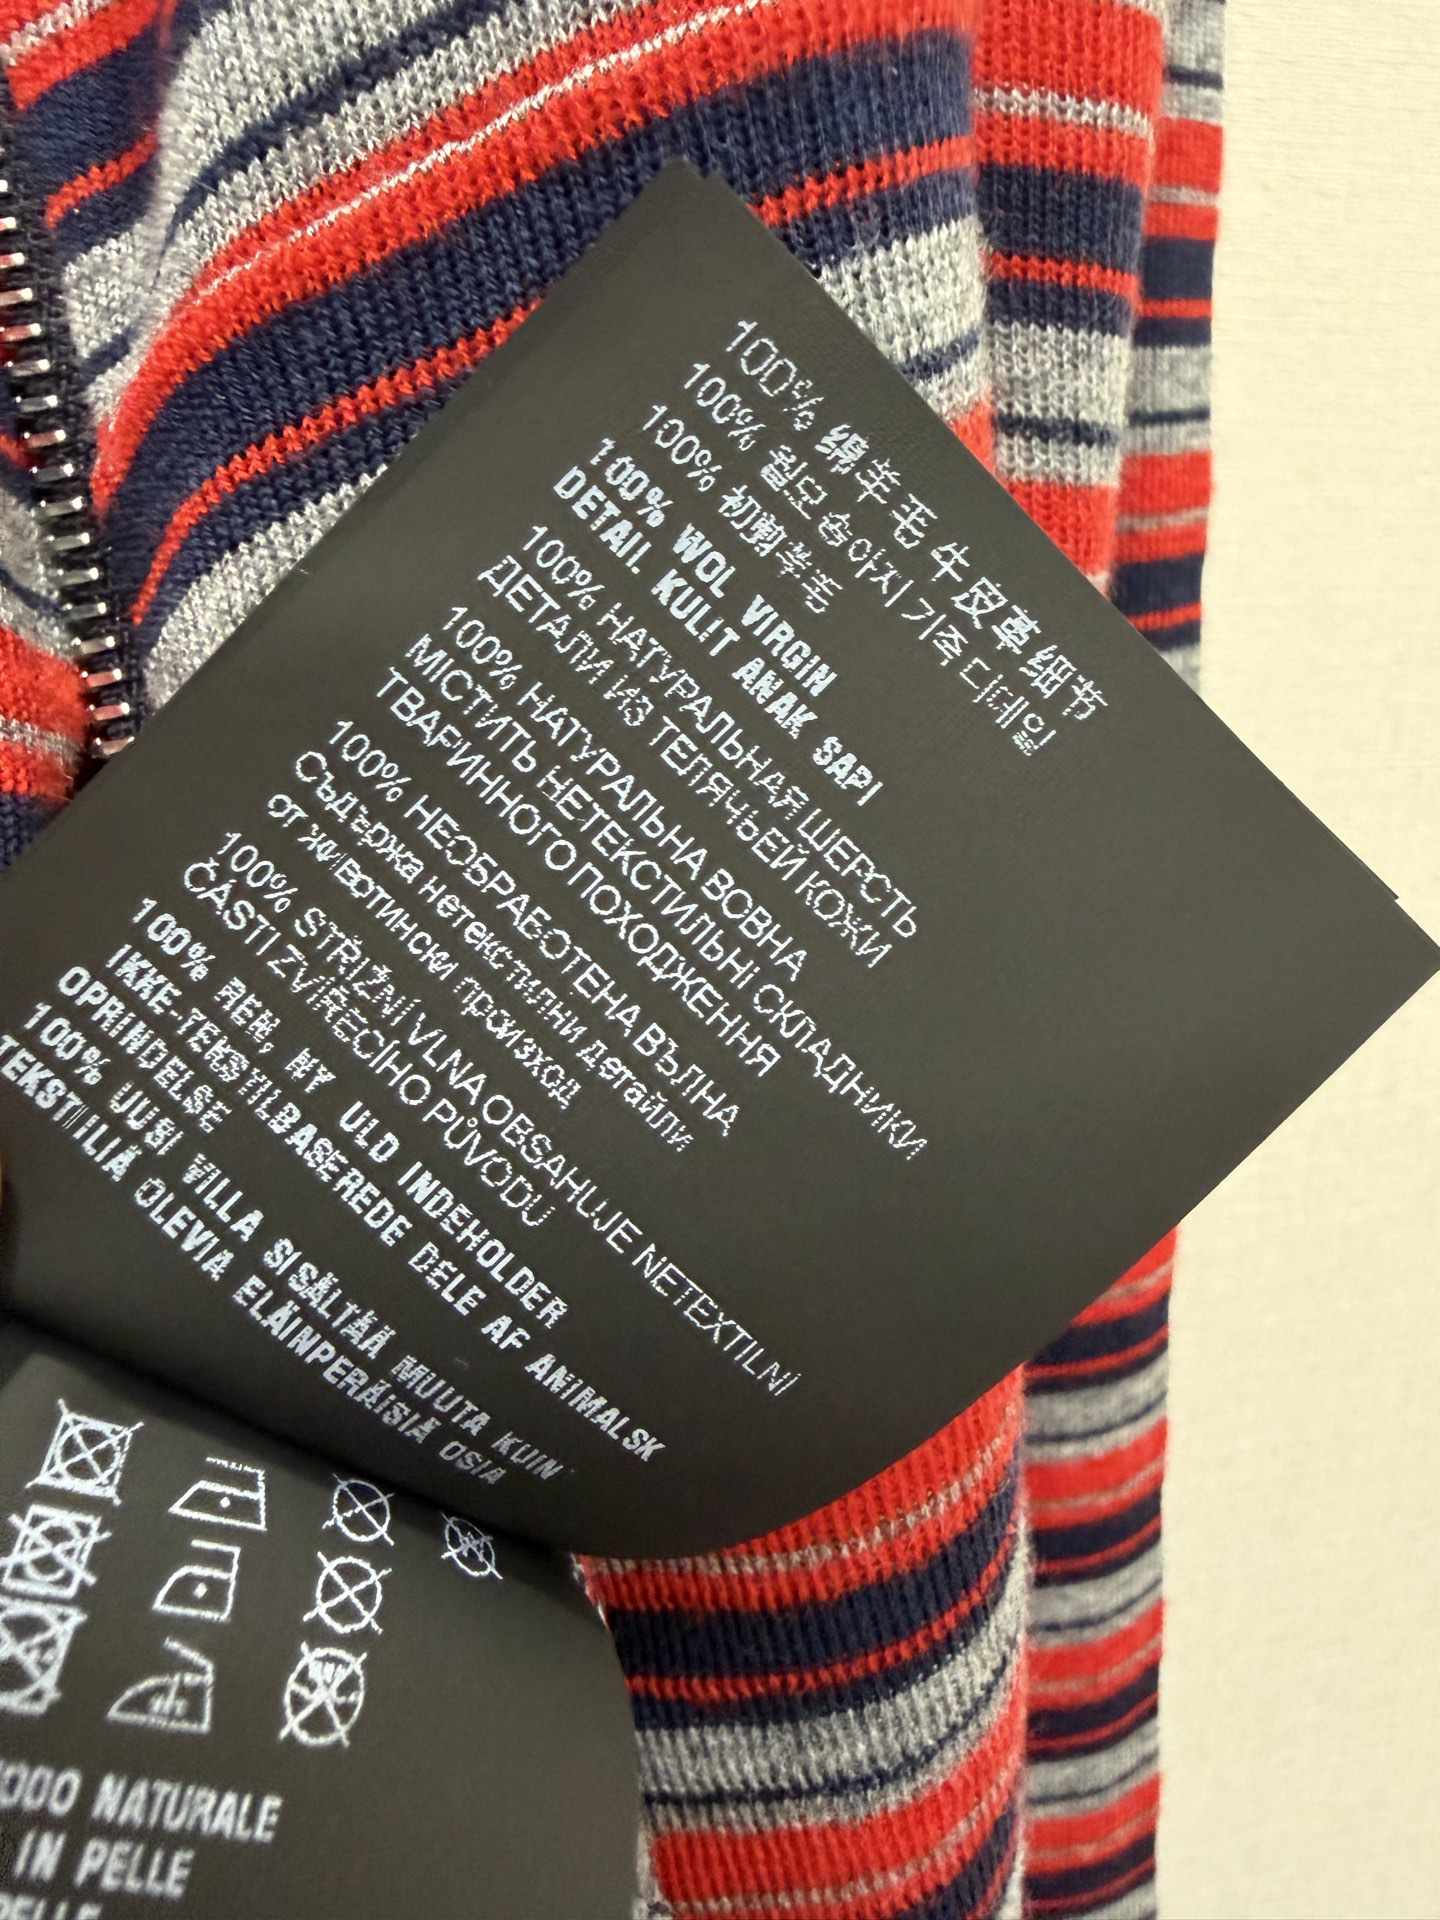 100% 绵羊毛 牛皮革细节
100% 울모 송아지 가죽 디테일
100% 初剪羊毛
100% WOL VIRGIN
DETAIL KULIT ANAK SAPI
100% НАТУРАЛЬНАЯ ШЕРСТЬ
ДЕТАЛИ ИЗ ТЕЛЯЧЬЕЙ КОЖИ
100% НАТУРАЛЬНА ВОВНА
МІСТИТЬ НЕТЕКСТИЛЬНІ СКЛАДНИКИ
ТВАРИННОГО ПОХОДЖЕННЯ
100% НЕОБРАБОТЕНА ВЪЛНА
Съдържа нетекстилни детайли
от животински произход
100% STŘIŽNÍ VLNA OBSAHUJE NETEXTILNÍ
ČÁSTI ZVÍŘECÍHO PŮVODU
100% REN, NY ULD INDEHOLDER
IKKE-TEKSTILBASEREDE DELE AF ANIMALSK
OPRINDELSE
100% UUSI VILLA SISÄLTÄÄ MUUTA KUIN
TEKSTIILIÄ OLEVIA ELÄINPERÄISIÄ OSIA
NATURALE
IN PELLE